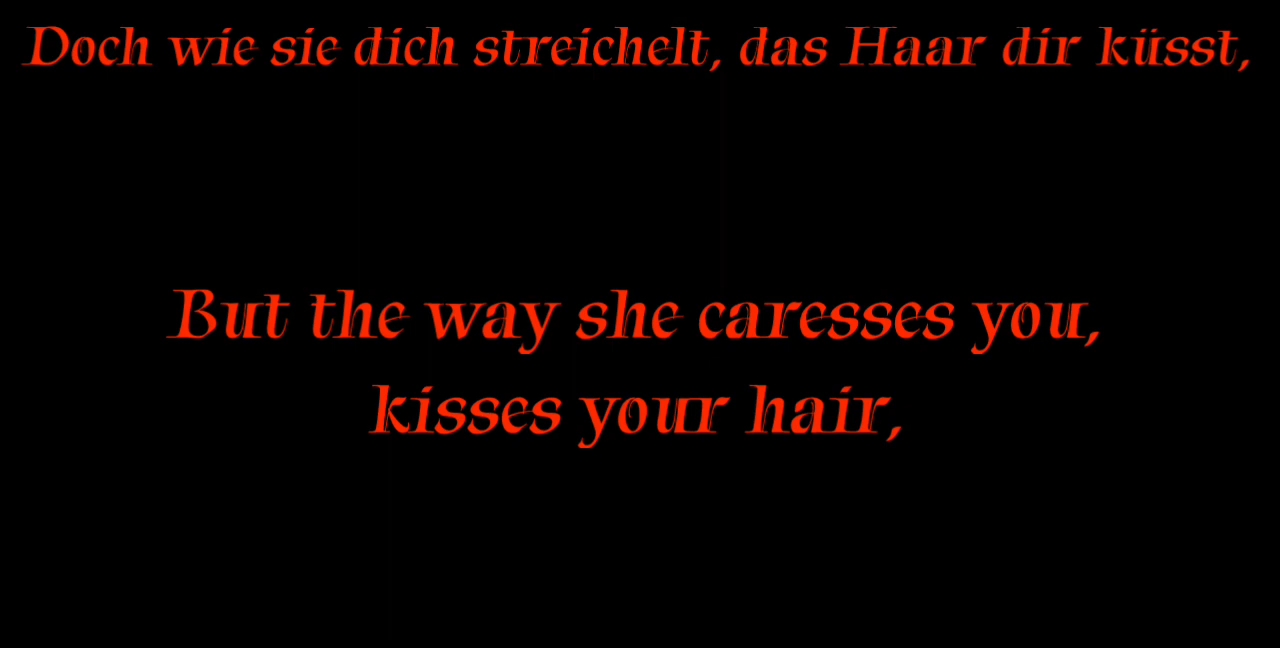 Doch wie sie dich streichelt, das Haar dir küsst,
But the way she caresses you,
kisses your hair,